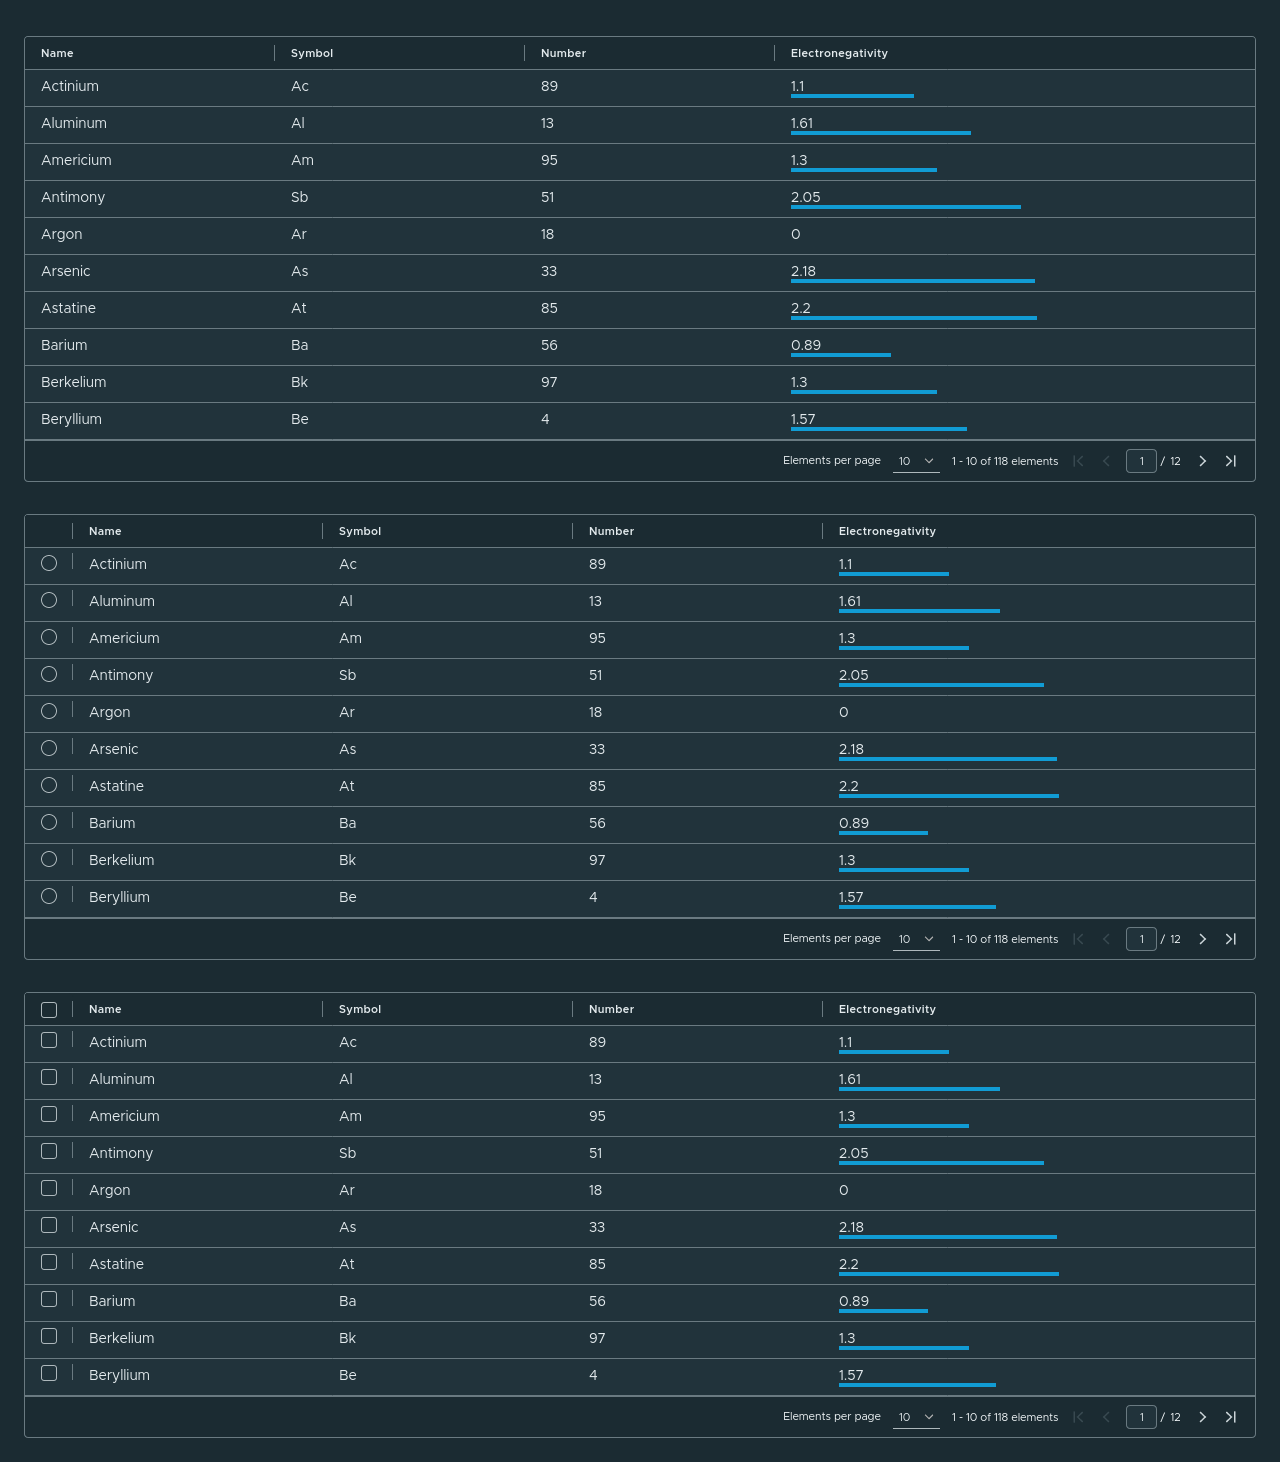 Name Symbol Number Electronegativity
Actinium Ac 89 1.1
Aluminum Al 13 1.61
Americium Am 95 1.3
Antimony Sb 51 2.05
Argon Ar 18 0
Arsenic As 33 2.18
Astatine At 85 2.2
Barium Ba 56 0.89
Berkelium Bk 97 1.3
Beryllium Be 4 1.57
Elements per page 10 1 - 10 of 118 elements 1 / 12
Name Symbol Number Electronegativity
Actinium Ac 89 1.1
Aluminum Al 13 1.61
Americium Am 95 1.3
Antimony Sb 51 2.05
Argon Ar 18 0
Arsenic As 33 2.18
Astatine At 85 2.2
Barium Ba 56 0.89
Berkelium Bk 97 1.3
Beryllium Be 4 1.57
Elements per page 10 1 - 10 of 118 elements 1 / 12
Name Symbol Number Electronegativity
Actinium Ac 89 1.1
Aluminum Al 13 1.61
Americium Am 95 1.3
Antimony Sb 51 2.05
Argon Ar 18 0
Arsenic As 33 2.18
Astatine At 85 2.2
Barium Ba 56 0.89
Berkelium Bk 97 1.3
Beryllium Be 4 1.57
Elements per page 10 1 - 10 of 118 elements 1 / 12